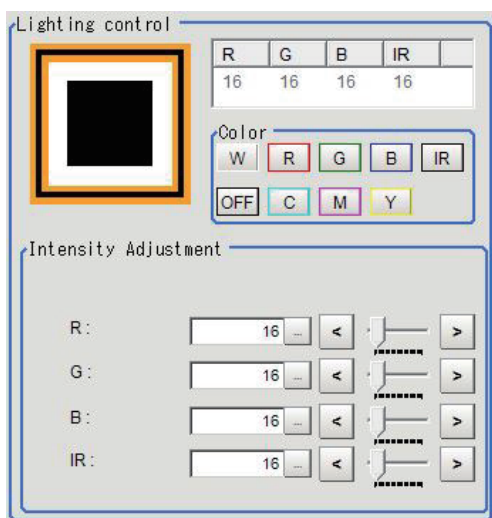 Lighting control
R G B IR
16 16 16 16
Color
W R G B IR
OFF C M Y
Intensity Adjustment
R: 16 ... < >
G: 16 ... < >
B: 16 ... < >
IR: 16 ... < >